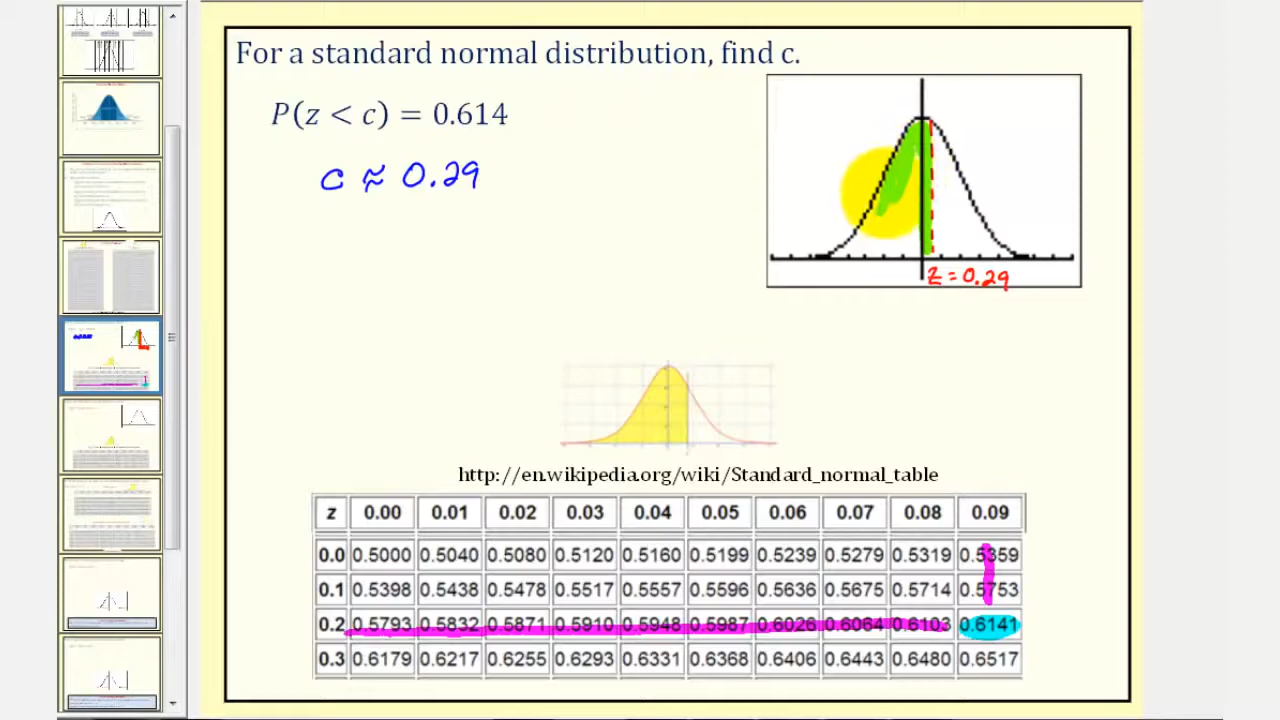 For a standard normal distribution, find c.
P(z < c) = 0.614
c ≈ 0.29
z = 0.29
http://en.wikipedia.org/wiki/Standard_normal_table
z 0.00 0.01 0.02 0.03 0.04 0.05 0.06 0.07 0.08 0.09
0.0 0.5000 0.5040 0.5080 0.5120 0.5160 0.5199 0.5239 0.5279 0.5319 0.5359
0.1 0.5398 0.5438 0.5478 0.5517 0.5557 0.5596 0.5636 0.5675 0.5714 0.5753
0.2 0.5793 0.5832 0.5871 0.5910 0.5948 0.5987 0.6026 0.6064 0.6103 0.6141
0.3 0.6179 0.6217 0.6255 0.6293 0.6331 0.6368 0.6406 0.6443 0.6480 0.6517